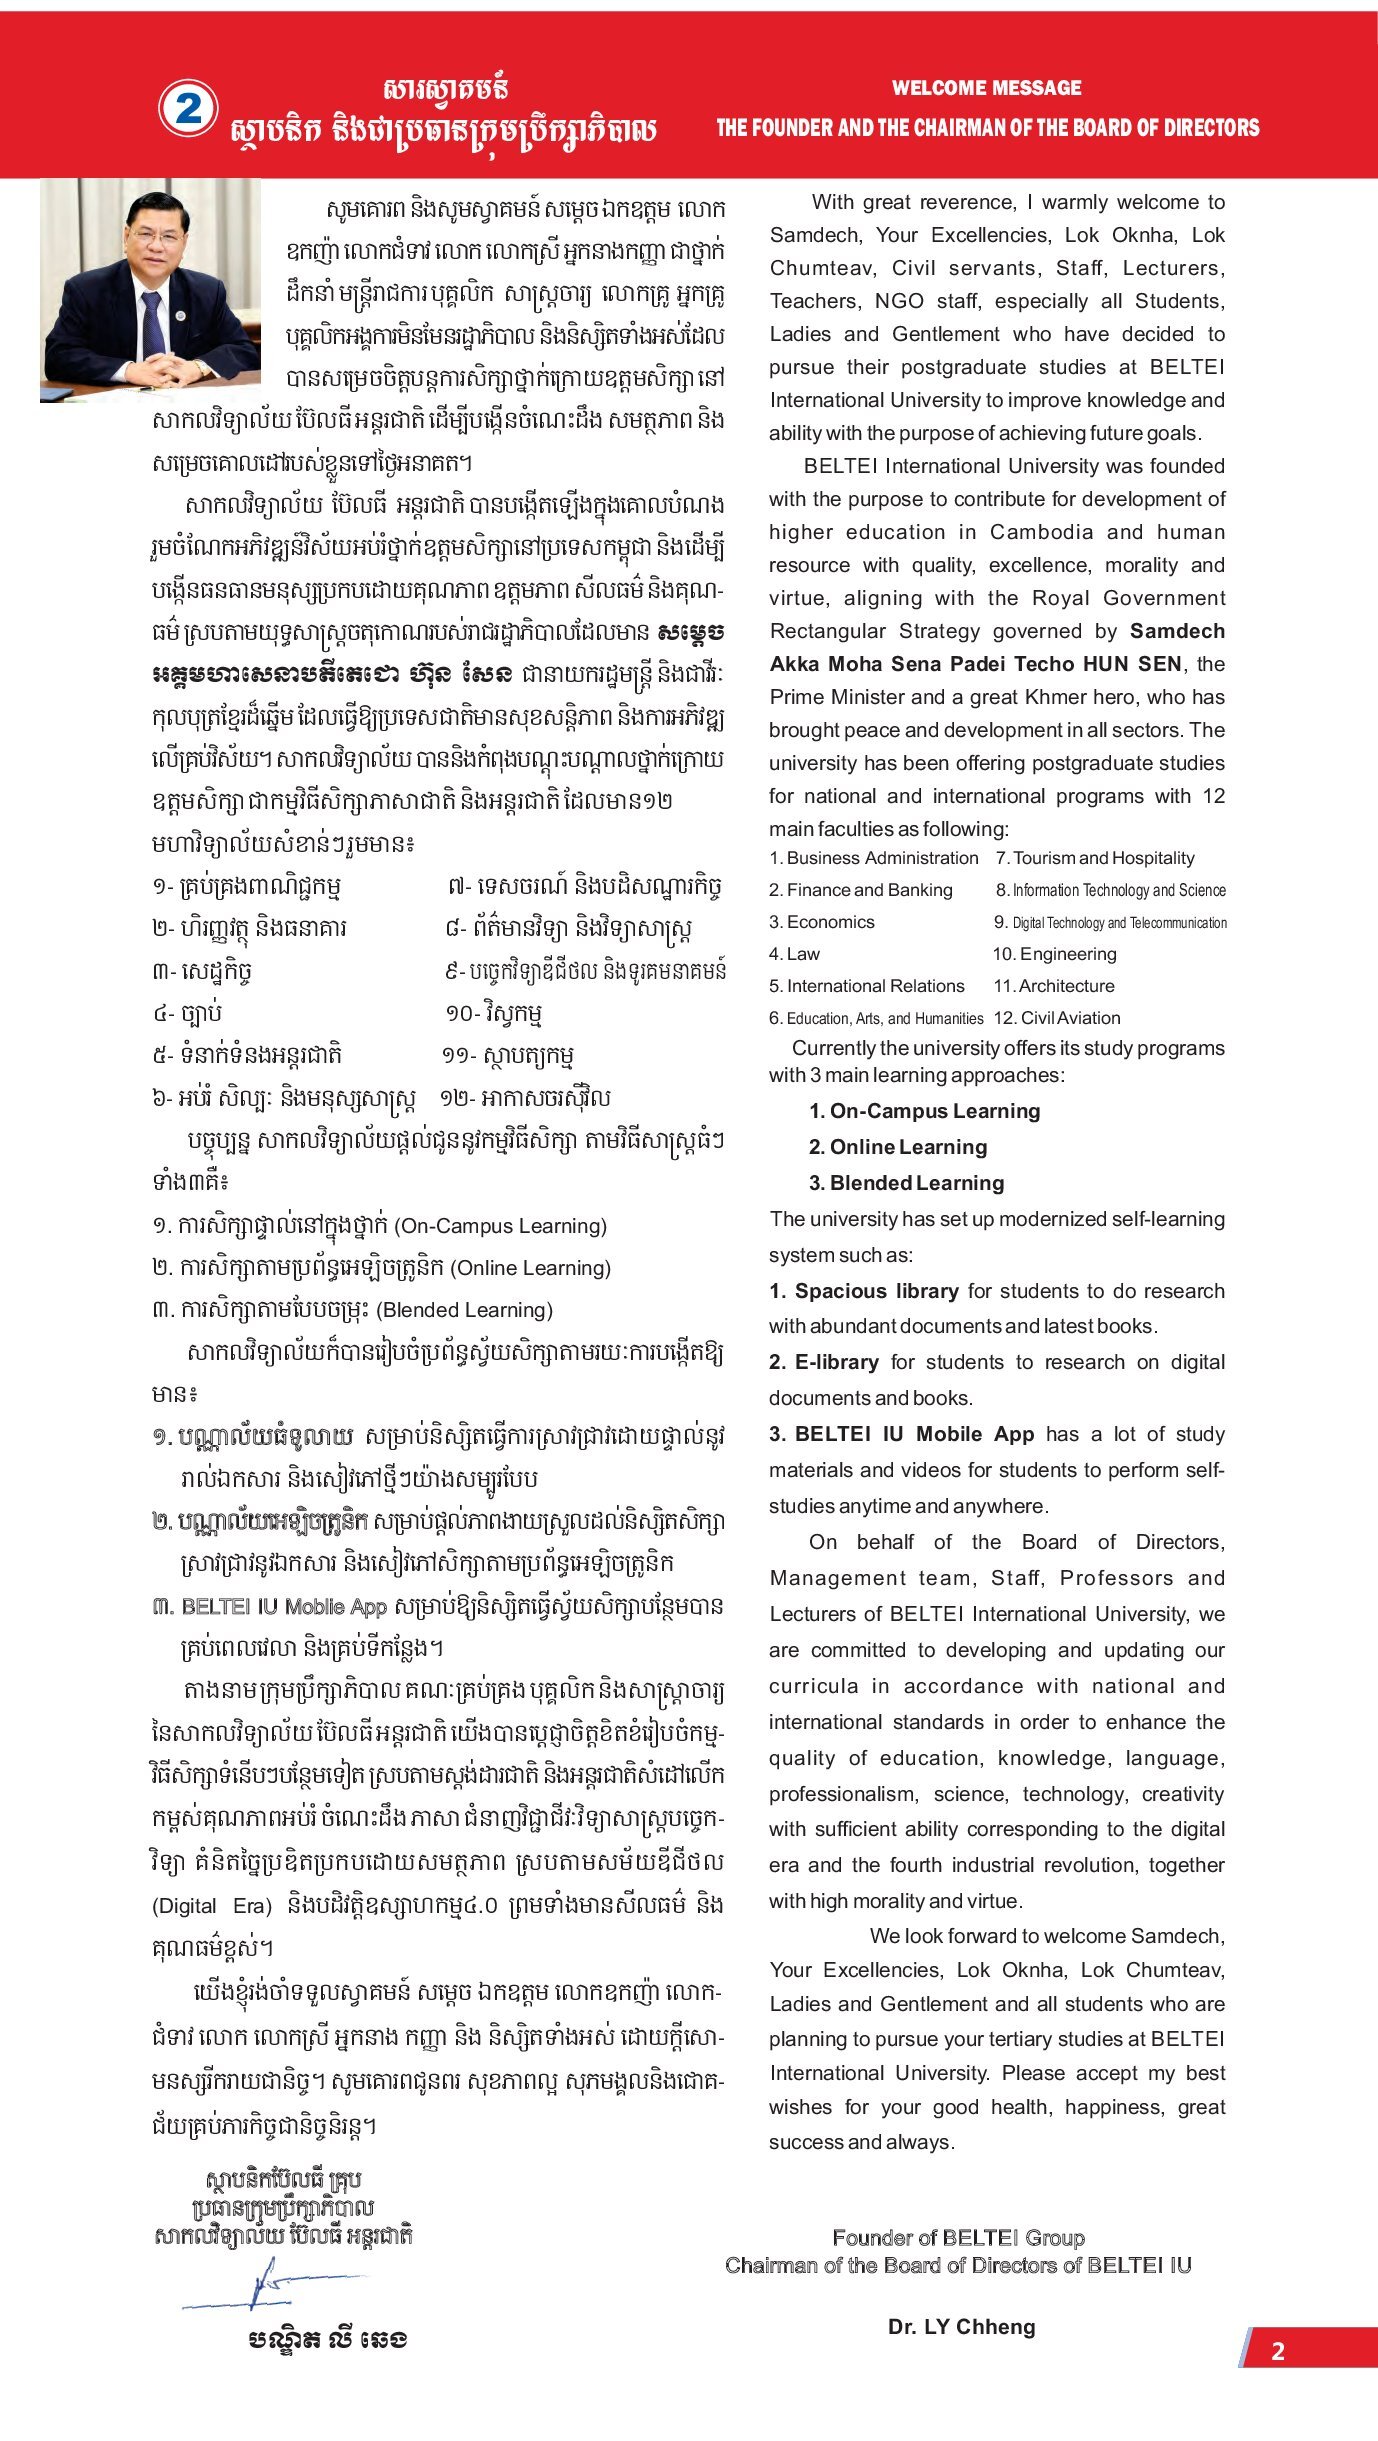 2
សារស្វាគមន៍
ស្ថាបនិក និងជាប្រធានក្រុមប្រឹក្សាភិបាល
WELCOME MESSAGE
THE FOUNDER AND THE CHAIRMAN OF THE BOARD OF DIRECTORS
សូមគោរព និងសូមស្វាគមន៍ សម្តេច ឯកឧត្តម លោក
ឧកញ៉ា លោកជំទាវ លោក លោកស្រី អ្នកនាងកញ្ញា ជាថ្នាក់
ដឹកនាំ មន្ត្រីរាជការ បុគ្គលិក សាស្ត្រចារ្យ លោកគ្រូ អ្នកគ្រូ
បុគ្គលិកអង្គការមិនមែនរដ្ឋាភិបាល និងនិស្សិតទាំងអស់ដែល
បានសម្រេចចិត្តបន្តការសិក្សាថ្នាក់ក្រោយឧត្តមសិក្សា នៅ
សាកលវិទ្យាល័យ ប៊ែលធី អន្តរជាតិ ដើម្បីបង្កើនចំណេះដឹង សមត្ថភាព និង
សម្រេចគោលដៅរបស់ខ្លួនទៅថ្ងៃអនាគត។
សាកលវិទ្យាល័យ ប៊ែលធី អន្តរជាតិ បានបង្កើតឡើងក្នុងគោលបំណង
រួមចំណែកអភិវឌ្ឍន៍វិស័យអប់រំថ្នាក់ឧត្តមសិក្សានៅប្រទេសកម្ពុជា និងដើម្បី
បង្កើនធនធានមនុស្សប្រកបដោយគុណភាព ឧត្តមភាព សីលធម៌ និងគុណ-
ធម៌ ស្របតាមយុទ្ធសាស្ត្រចតុកោណរបស់រាជរដ្ឋាភិបាលដែលមាន សម្តេច
អគ្គមហាសេនាបតីតេជោ ហ៊ុន សែន ជានាយករដ្ឋមន្ត្រី និងជាវីរៈ
កុលបុត្រខ្មែរដ៏ឆ្នើម ដែលធ្វើឱ្យប្រទេសជាតិមានសុខសន្តិភាព និងការអភិវឌ្ឍ
លើគ្រប់វិស័យ។ សាកលវិទ្យាល័យ បាននិងកំពុងបណ្តុះបណ្តាលថ្នាក់ក្រោយ
ឧត្តមសិក្សា ជាកម្មវិធីសិក្សាភាសាជាតិ និងអន្តរជាតិ ដែលមាន១២
មហាវិទ្យាល័យសំខាន់ៗរួមមាន៖
១- គ្រប់គ្រងពាណិជ្ជកម្ម ៧- ទេសចរណ៍ និងបដិសណ្ឋារកិច្ច
២- ហិរញ្ញវត្ថុ និងធនាគារ ៨- ព័ត៌មានវិទ្យា និងវិទ្យាសាស្ត្រ
៣- សេដ្ឋកិច្ច ៩- បច្ចេកវិទ្យាឌីជីថល និងទូរគមនាគមន៍
៤- ច្បាប់ ១០- វិស្វកម្ម
៥- ទំនាក់ទំនងអន្តរជាតិ ១១- ស្ថាបត្យកម្ម
៦- អប់រំ សិល្បៈ និងមនុស្សសាស្ត្រ ១២- អាកាសចរស៊ីវិល
បច្ចុប្បន្ន សាកលវិទ្យាល័យផ្តល់ជូននូវកម្មវិធីសិក្សា តាមវិធីសាស្ត្រធំៗ
ទាំង៣គឺ៖
១. ការសិក្សាផ្ទាល់នៅក្នុងថ្នាក់ (On-Campus Learning)
២. ការសិក្សាតាមប្រព័ន្ធអេឡិចត្រូនិក (Online Learning)
៣. ការសិក្សាតាមបែបចម្រុះ (Blended Learning)
សាកលវិទ្យាល័យក៏បានរៀបចំប្រព័ន្ធស្វ័យសិក្សាតាមរយៈការបង្កើតឱ្យ
មាន៖
១. បណ្ណាល័យធំទូលាយ សម្រាប់និស្សិតធ្វើការស្រាវជ្រាវដោយផ្ទាល់នូវ
រាល់ឯកសារ និងសៀវភៅថ្មីៗយ៉ាងសម្បូរបែប
២. បណ្ណាល័យអេឡិចត្រូនិក សម្រាប់ផ្តល់ភាពងាយស្រួលដល់និស្សិតសិក្សា
ស្រាវជ្រាវនូវឯកសារ និងសៀវភៅសិក្សាតាមប្រព័ន្ធអេឡិចត្រូនិក
៣. BELTEI IU Moblie App សម្រាប់ឱ្យនិស្សិតធ្វើស្វ័យសិក្សាបន្ថែមបាន
គ្រប់ពេលវេលា និងគ្រប់ទីកន្លែង។
តាងនាមក្រុមប្រឹក្សាភិបាល គណៈគ្រប់គ្រង បុគ្គលិក និងសាស្ត្រាចារ្យ
នៃសាកលវិទ្យាល័យ ប៊ែលធី អន្តរជាតិ យើងបានប្តេជ្ញាចិត្តខិតខំរៀបចំកម្ម-
វិធីសិក្សាទំនើបៗបន្ថែមទៀត ស្របតាមស្តង់ដារជាតិ និងអន្តរជាតិសំដៅលើក
កម្ពស់គុណភាពអប់រំ ចំណេះដឹង ភាសា ជំនាញវិជ្ជាជីវៈវិទ្យាសាស្ត្របច្ចេក-
វិទ្យា គំនិតច្នៃប្រឌិតប្រកបដោយសមត្ថភាព ស្របតាមសម័យឌីជីថល
(Digital Era) និងបដិវត្តិឧស្សាហកម្ម៤.០ ព្រមទាំងមានសីលធម៌ និង
គុណធម៌ខ្ពស់។
យើងខ្ញុំរង់ចាំទទួលស្វាគមន៍ សម្តេច ឯកឧត្តម លោកឧកញ៉ា លោក-
ជំទាវ លោក លោកស្រី អ្នកនាង កញ្ញា និង និស្សិតទាំងអស់ ដោយក្តីសោ-
មនស្សរីករាយជានិច្ច។ សូមគោរពជូនពរ សុខភាពល្អ សុភមង្គលនិងជោគ-
ជ័យគ្រប់ភារកិច្ចជានិច្ចនិរន្ត។
ស្ថាបនិកប៊ែលធី គ្រុប
ប្រធានក្រុមប្រឹក្សាភិបាល
សាកលវិទ្យាល័យ ប៊ែលធី អន្តរជាតិ
បណ្ឌិត លី ឆេង
With great reverence, I warmly welcome to
Samdech, Your Excellencies, Lok Oknha, Lok
Chumteav, Civil servants, Staff, Lecturers,
Teachers, NGO staff, especially all Students,
Ladies and Gentlement who have decided to
pursue their postgraduate studies at BELTEI
International University to improve knowledge and
ability with the purpose of achieving future goals.
BELTEI International University was founded
with the purpose to contribute for development of
higher education in Cambodia and human
resource with quality, excellence, morality and
virtue, aligning with the Royal Government
Rectangular Strategy governed by Samdech
Akka Moha Sena Padei Techo HUN SEN, the
Prime Minister and a great Khmer hero, who has
brought peace and development in all sectors. The
university has been offering postgraduate studies
for national and international programs with 12
main faculties as following:
1. Business Administration 7. Tourism and Hospitality
2. Finance and Banking 8. Information Technology and Science
3. Economics 9. Digital Technology and Telecommunication
4. Law 10. Engineering
5. International Relations 11. Architecture
6. Education, Arts, and Humanities 12. Civil Aviation
Currently the university offers its study programs
with 3 main learning approaches:
1. On-Campus Learning
2. Online Learning
3. Blended Learning
The university has set up modernized self-learning
system such as:
1. Spacious library for students to do research
with abundant documents and latest books.
2. E-library for students to research on digital
documents and books.
3. BELTEI IU Mobile App has a lot of study
materials and videos for students to perform self-
studies anytime and anywhere.
On behalf of the Board of Directors,
Management team, Staff, Professors and
Lecturers of BELTEI International University, we
are committed to developing and updating our
curricula in accordance with national and
international standards in order to enhance the
quality of education, knowledge, language,
professionalism, science, technology, creativity
with sufficient ability corresponding to the digital
era and the fourth industrial revolution, together
with high morality and virtue.
We look forward to welcome Samdech,
Your Excellencies, Lok Oknha, Lok Chumteav,
Ladies and Gentlement and all students who are
planning to pursue your tertiary studies at BELTEI
International University. Please accept my best
wishes for your good health, happiness, great
success and always.
Founder of BELTEI Group
Chairman of the Board of Directors of BELTEI IU
Dr. LY Chheng
2